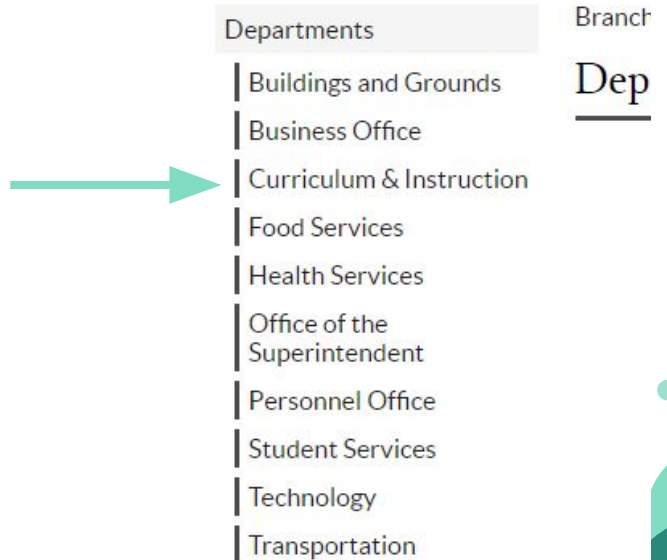 Departments
Buildings and Grounds
Business Office
Curriculum & Instruction
Food Services
Health Services
Office of the
Superintendent
Personnel Office
Student Services
Technology
Transportation
Branch
Dep